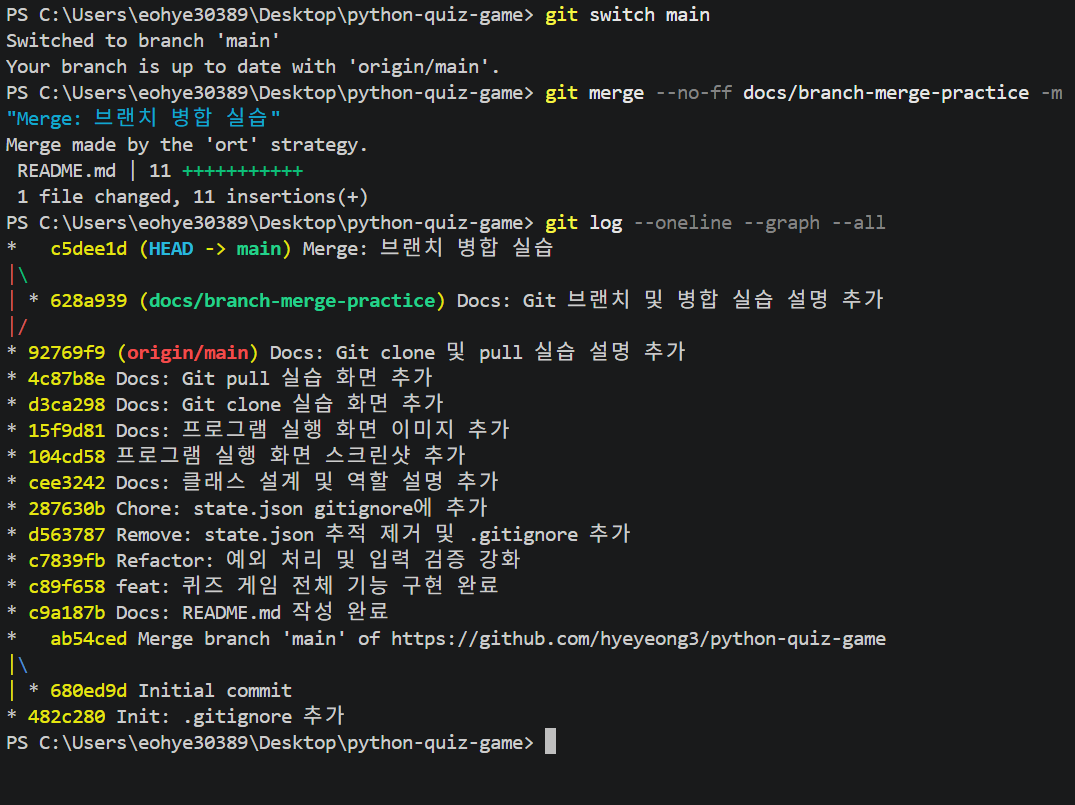 PS C:\Users\eohye30389\Desktop\python-quiz-game> git switch main
Switched to branch 'main'
Your branch is up to date with 'origin/main'.
PS C:\Users\eohye30389\Desktop\python-quiz-game> git merge --no-ff docs/branch-merge-practice -m
"Merge: 브랜치 병합 실습"
Merge made by the 'ort' strategy.
 README.md | 11 +++++++++++
 1 file changed, 11 insertions(+)
PS C:\Users\eohye30389\Desktop\python-quiz-game> git log --oneline --graph --all
*   c5dee1d (HEAD -> main) Merge: 브랜치 병합 실습
|\
| * 628a939 (docs/branch-merge-practice) Docs: Git 브랜치 및 병합 실습 설명 추가
|/
* 92769f9 (origin/main) Docs: Git clone 및 pull 실습 설명 추가
* 4c87b8e Docs: Git pull 실습 화면 추가
* d3ca298 Docs: Git clone 실습 화면 추가
* 15f9d81 Docs: 프로그램 실행 화면 이미지 추가
* 104cd58 프로그램 실행 화면 스크린샷 추가
* cee3242 Docs: 클래스 설계 및 역할 설명 추가
* 287630b Chore: state.json gitignore에 추가
* d563787 Remove: state.json 추적 제거 및 .gitignore 추가
* c7839fb Refactor: 예외 처리 및 입력 검증 강화
* c89f658 feat: 퀴즈 게임 전체 기능 구현 완료
* c9a187b Docs: README.md 작성 완료
*   ab54ced Merge branch 'main' of https://github.com/hyeyeong3/python-quiz-game
|\
| * 680ed9d Initial commit
* 482c280 Init: .gitignore 추가
PS C:\Users\eohye30389\Desktop\python-quiz-game>